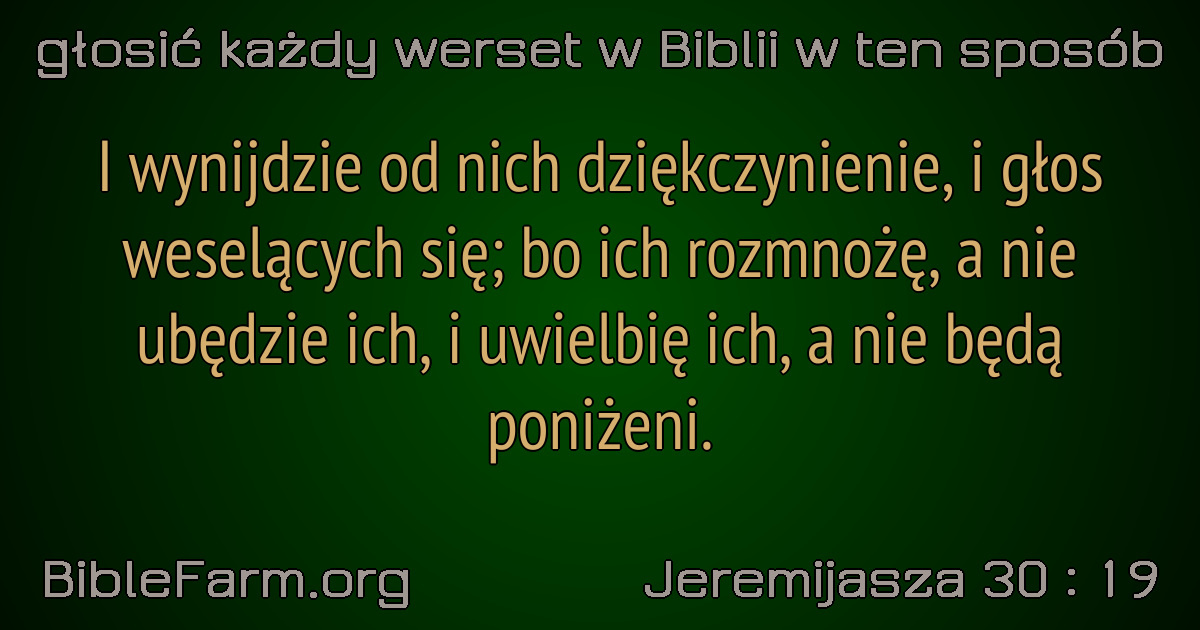 głosić każdy werset w Biblii w ten sposób
I wynijdzie od nich dziękczynienie, i głos
weselących się; bo ich rozmnożę, a nie
ubędzie ich, i uwielbię ich, a nie będą
poniżeni.
BibleFarm.org
Jeremijasza 30 : 19